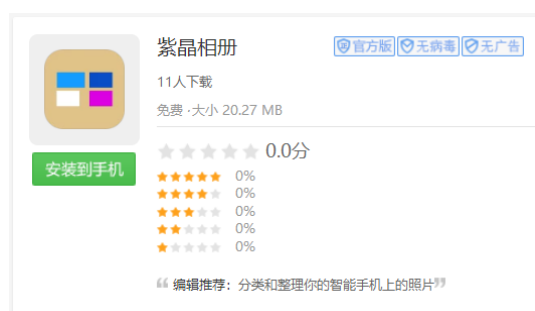 紫晶相册 官方版 无病毒 无广告
11人下载
免费 ·大小 20.27 MB
0.0分
安装到手机
0%
0%
0%
0%
0%
“ 编辑推荐：分类和整理你的智能手机上的照片”